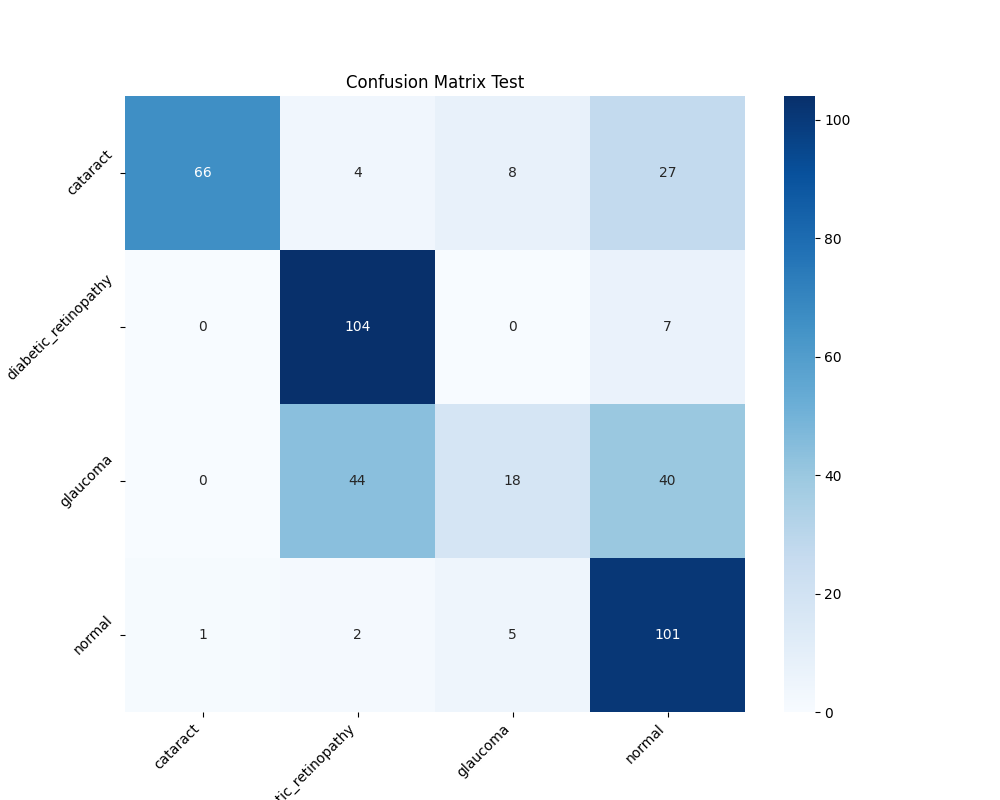 Confusion Matrix Test
cataract
66 4 8 27
diabetic_retinopathy
0 104 0 7
glaucoma
0 44 18 40
normal
1 2 5 101
cataract
tic_retinopathy
glaucoma
normal
100
80
60
40
20
0